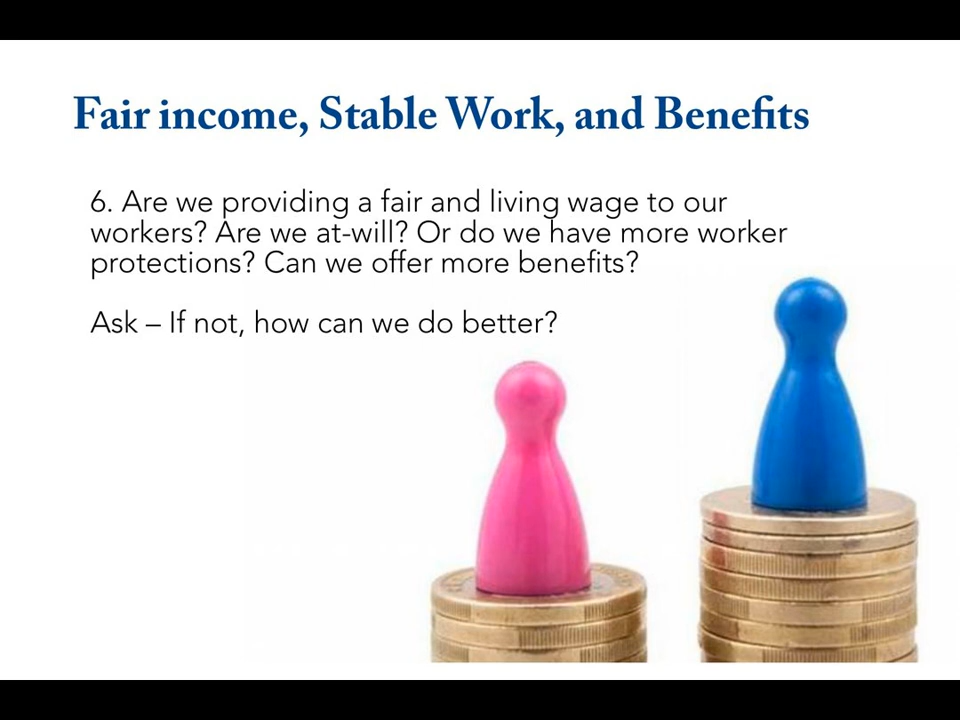 Fair income, Stable Work, and Benefits
6. Are we providing a fair and living wage to our
workers? Are we at-will? Or do we have more worker
protections? Can we offer more benefits?
Ask – If not, how can we do better?